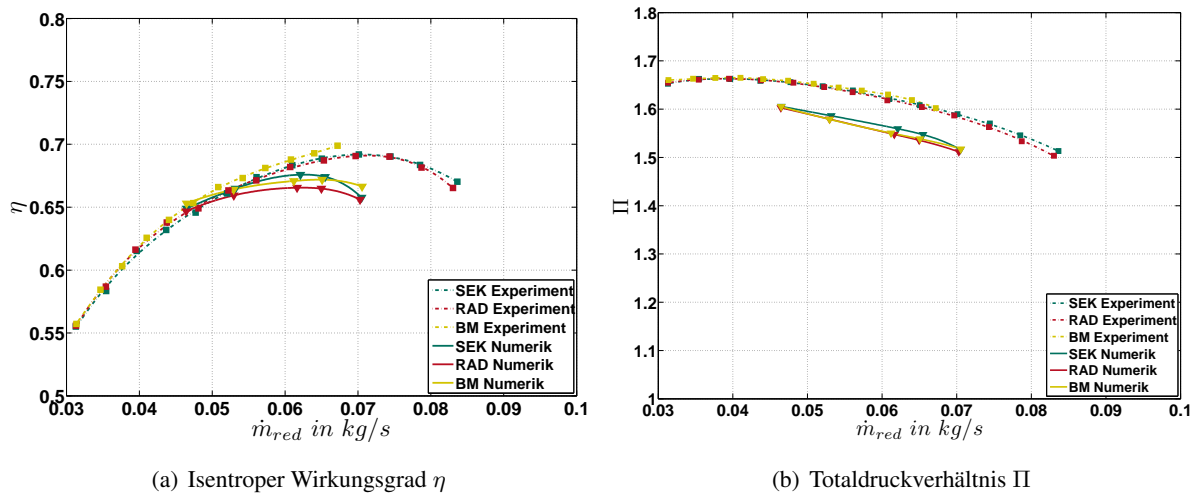 0.8
0.75
0.7
0.65
0.6
0.55
0.5
η
0.03 0.04 0.05 0.06 0.07 0.08 0.09 0.1
ṁred in kg/s
SEK Experiment
RAD Experiment
BM Experiment
SEK Numerik
RAD Numerik
BM Numerik
(a) Isentroper Wirkungsgrad η
1.8
1.7
1.6
1.5
1.4
1.3
1.2
1.1
1
Π
0.03 0.04 0.05 0.06 0.07 0.08 0.09 0.1
ṁred in kg/s
SEK Experiment
RAD Experiment
BM Experiment
SEK Numerik
RAD Numerik
BM Numerik
(b) Totaldruckverhältnis Π